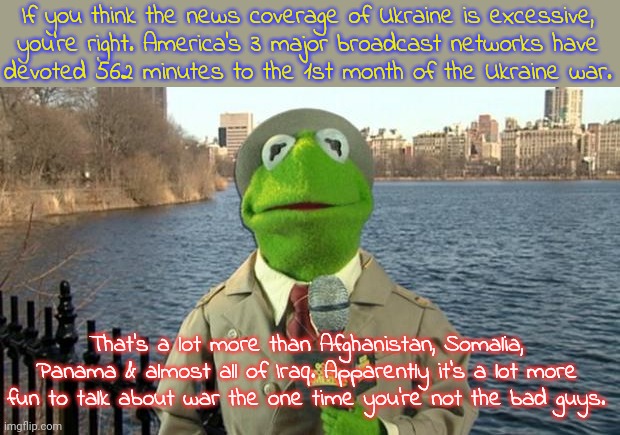 If you think the news coverage of Ukraine is excessive,
you're right. America's 3 major broadcast networks have
devoted 562 minutes to the 1st month of the Ukraine war.
That's a lot more than Afghanistan, Somalia,
Panama & almost all of Iraq. Apparently it's a lot more
fun to talk about war the one time you're not the bad guys.
imgflip.com